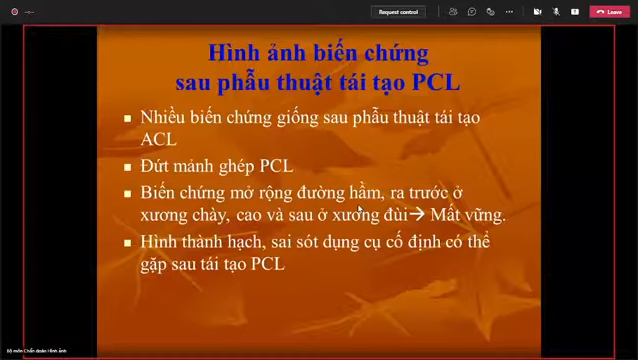 Request control
Leave
Hình ảnh biến chứng
sau phẫu thuật tái tạo PCL
Nhiều biến chứng giống sau phẫu thuật tái tạo
ACL
Đứt mảnh ghép PCL
Biến chứng mở rộng đường hầm, ra trước ở
xương chày, cao và sau ở xương đùi→ Mất vững.
Hình thành hạch, sai sót dụng cụ cố định có thể
gặp sau tái tạo PCL
Bộ môn Chẩn đoán Hình ảnh